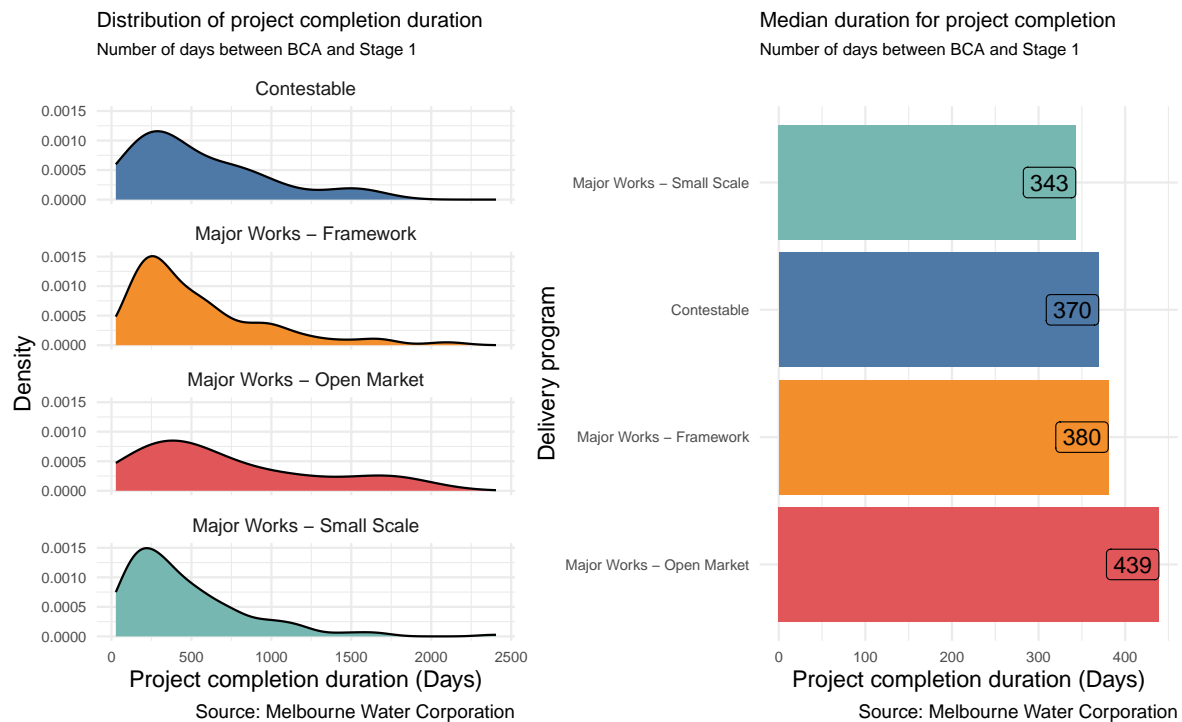 Distribution of project completion duration
Number of days between BCA and Stage 1
Contestable
0.0015
0.0010
0.0005
0.0000
Major Works – Framework
0.0015
0.0010
0.0005
0.0000
Major Works – Open Market
0.0015
0.0010
0.0005
0.0000
Major Works – Small Scale
0.0015
0.0010
0.0005
0.0000
Density
0 500 1000 1500 2000 2500
Project completion duration (Days)
Source: Melbourne Water Corporation
Median duration for project completion
Number of days between BCA and Stage 1
Delivery program
Major Works – Small Scale 343
Contestable 370
Major Works – Framework 380
Major Works – Open Market 439
0 100 200 300 400
Project completion duration (Days)
Source: Melbourne Water Corporation